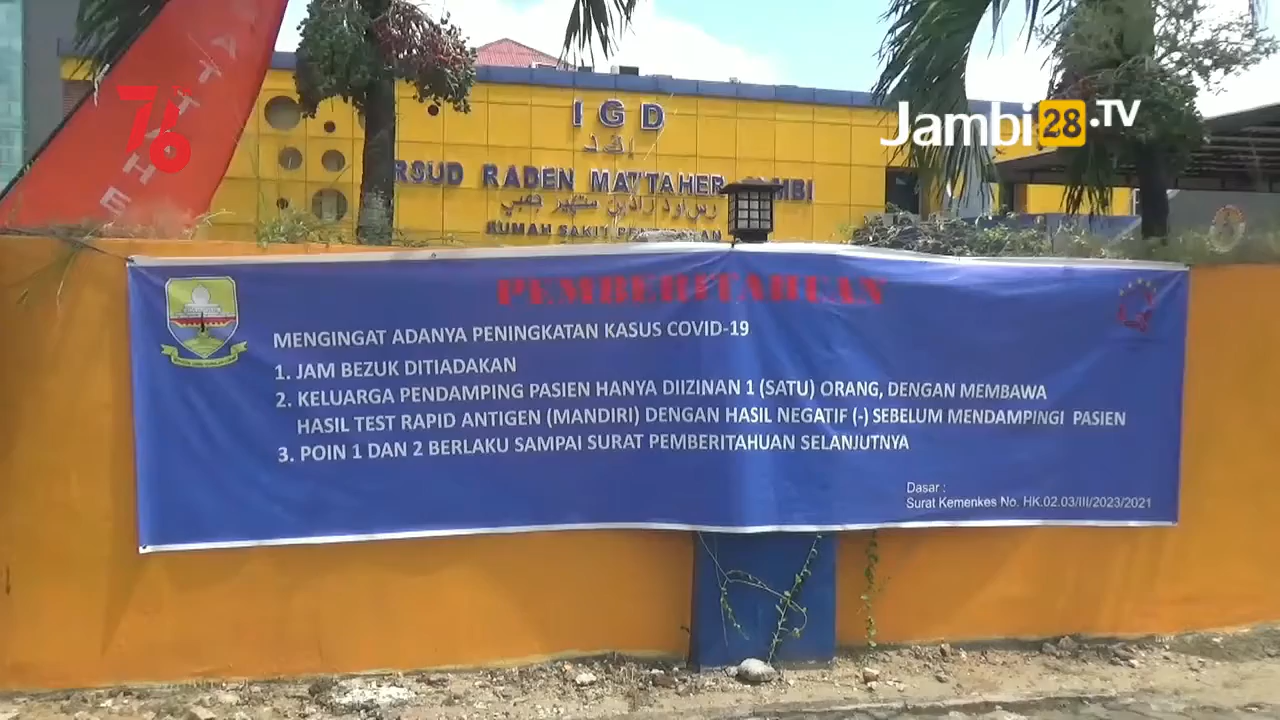 76
Jambi28.TV
IGD
RSUD RADEN MATTAHER JAMBI
RUMAH SAKIT PENDIDIKAN
PEMBERITAHUAN
MENGINGAT ADANYA PENINGKATAN KASUS COVID-19
1. JAM BEZUK DITIADAKAN
2. KELUARGA PENDAMPING PASIEN HANYA DIIZINAN 1 (SATU) ORANG, DENGAN MEMBAWA
HASIL TEST RAPID ANTIGEN (MANDIRI) DENGAN HASIL NEGATIF (-) SEBELUM MENDAMPINGI PASIEN
3. POIN 1 DAN 2 BERLAKU SAMPAI SURAT PEMBERITAHUAN SELANJUTNYA
Dasar :
Surat Kemenkes No. HK.02.03/III/2023/2021